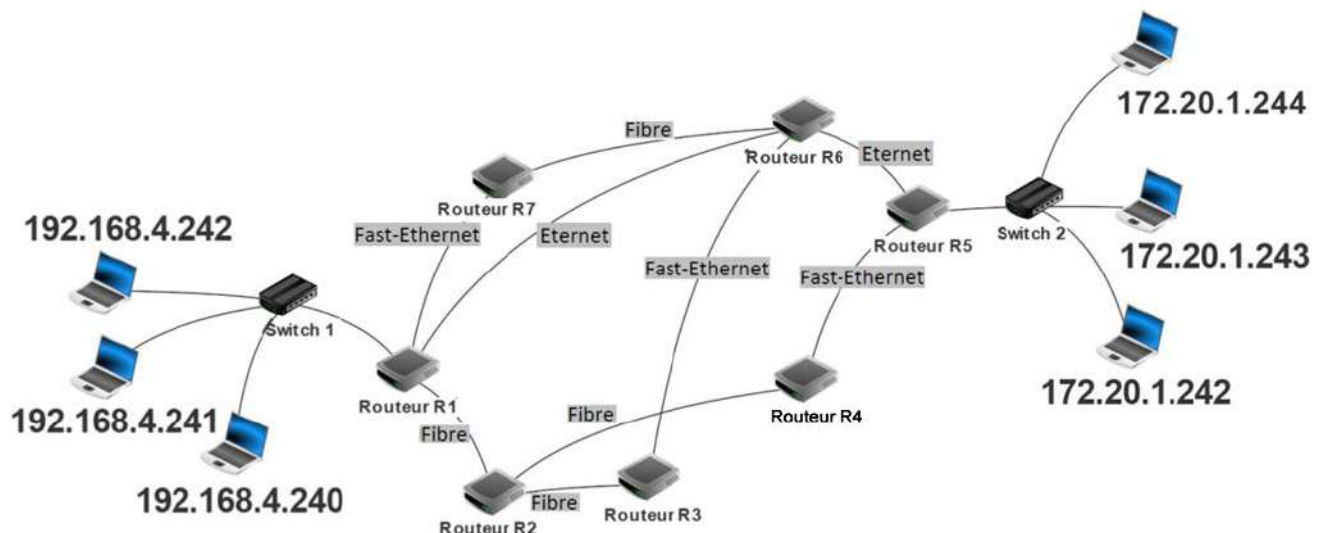 172.20.1.244
Fibre
Routeur R6
Eternet
Routeur R7
192.168.4.242
Fast-Ethernet
Eternet
Routeur R5
Switch 2
172.20.1.243
Fast-Ethernet
Fast-Ethernet
Switch 1
172.20.1.242
192.168.4.241
Routeur R1
Fibre
Routeur R4
Fibre
192.168.4.240
Fibre
Routeur R2
Routeur R3